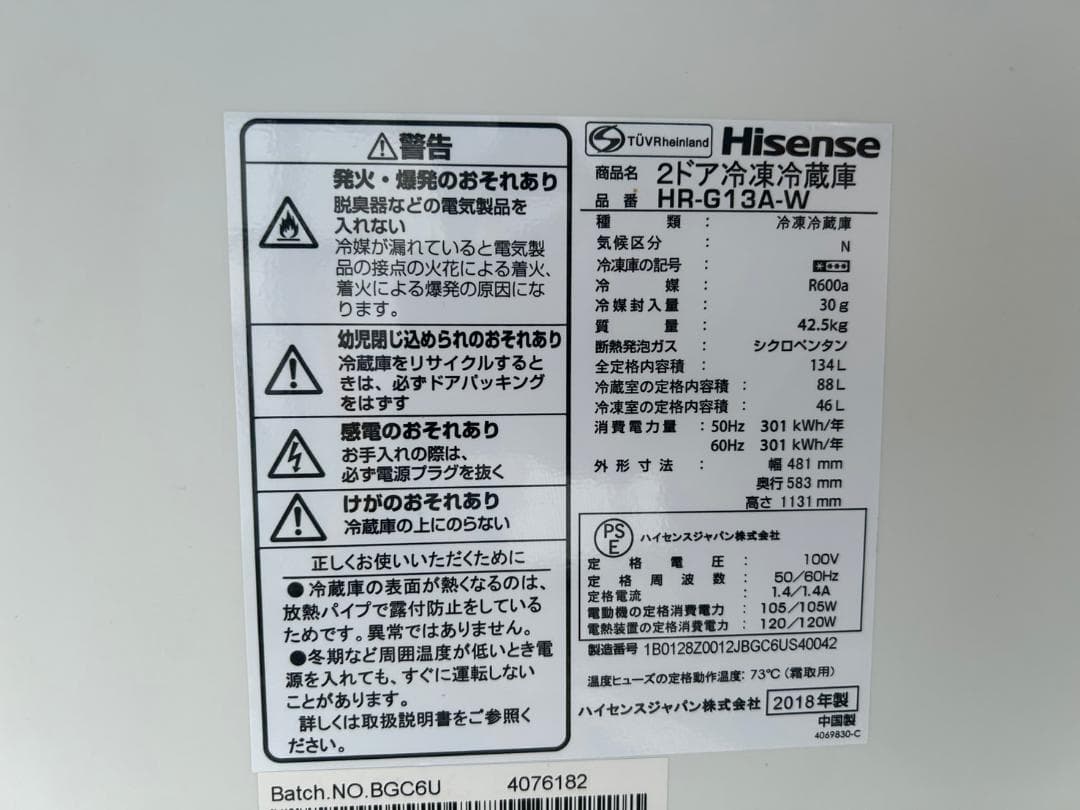 警告
発火・爆発のおそれあり
脱臭器などの電気製品を
入れない
冷媒が漏れていると電気製
品の接点の火花による着火、
着火による爆発の原因にな
ります。
幼児閉じ込められのおそれあり
冷蔵庫をリサイクルすると
きは、必ずドアパッキング
をはずす
感電のおそれあり
お手入れの際は、
必ず電源プラグを抜く
けがのおそれあり
冷蔵庫の上にのらない
正しくお使いいただくために
●冷蔵庫の表面が熱くなるのは、
放熱パイプで露付防止をしている
ためです。異常ではありません。
●冬期など周囲温度が低いとき電
源を入れても、すぐに運転しない
ことがあります。
詳しくは取扱説明書をご参照く
ださい。
TÜVRheinland Hisense
商品名 2ドア冷凍冷蔵庫
品番 HR-G13A-W
種類 : 冷凍冷蔵庫
気候区分 : N
冷凍庫の記号 :
冷媒 : R600a
冷媒封入量 : 30g
質量 : 42.5kg
断熱発泡ガス : シクロペンタン
全定格内容積 : 134L
冷蔵室の定格内容積 : 88L
冷凍室の定格内容積 : 46L
消費電力量 : 50Hz 301 kWh/年
60Hz 301 kWh/年
外形寸法 : 幅 481 mm
奥行 583 mm
高さ 1131 mm
PSE ハイセンスジャパン株式会社
定格電圧 : 100V
定格周波数 : 50/60Hz
定格電流 : 1.4/1.4A
電動機の定格消費電力 : 105/105W
電熱装置の定格消費電力 : 120/120W
製造番号 1B0128Z0012JBGC6US40042
温度ヒューズの定格動作温度: 73℃(霜取用)
ハイセンスジャパン株式会社 2018年製
中国製
4069830-C
Batch.NO.BGC6U 4076182